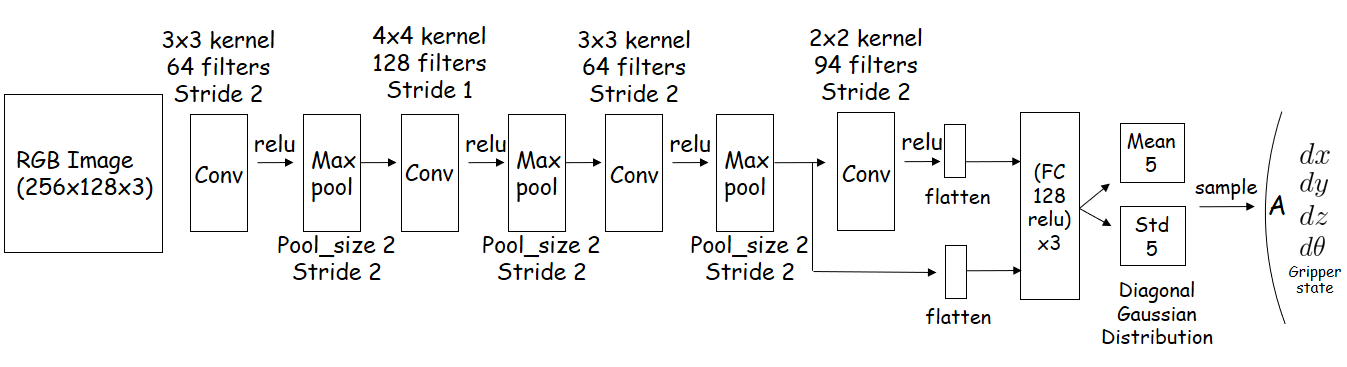 RGB Image
(256x128x3)
3x3 kernel
64 filters
Stride 2
Conv
relu
Max
pool
Pool_size 2
Stride 2
4x4 kernel
128 filters
Stride 1
Conv
relu
Max
pool
Pool_size 2
Stride 2
3x3 kernel
64 filters
Stride 2
Conv
relu
Max
pool
Pool_size 2
Stride 2
2x2 kernel
94 filters
Stride 2
Conv
relu
flatten
flatten
(FC
128
relu)
x3
Mean
5
Std
5
Diagonal
Gaussian
Distribution
sample
A
dx
dy
dz
dθ
Gripper
state